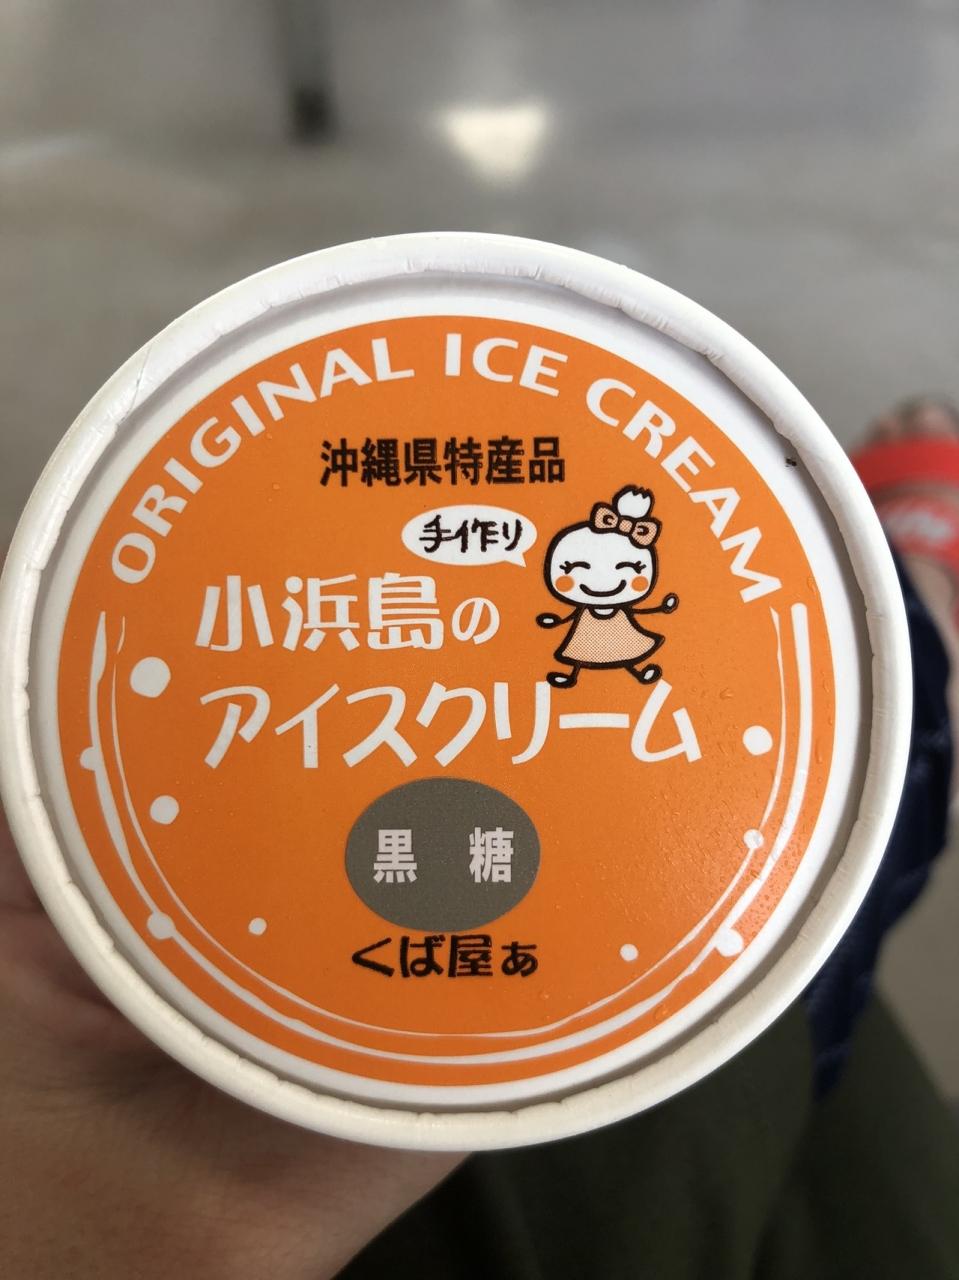 ORIGINAL ICE CREAM
沖縄県特産品
手作り
小浜島の
アイスクリーム
黒 糖
くば屋ぁ